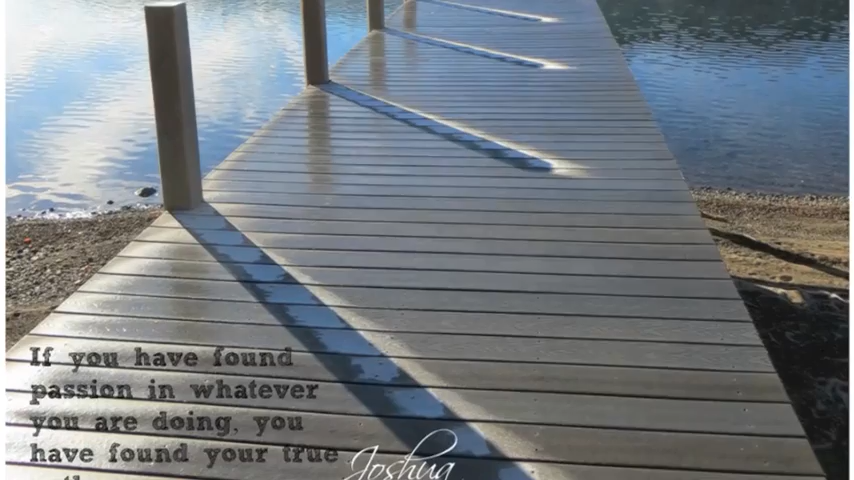 If you have found
passion in whatever
you are doing, you
have found your true
Joshua